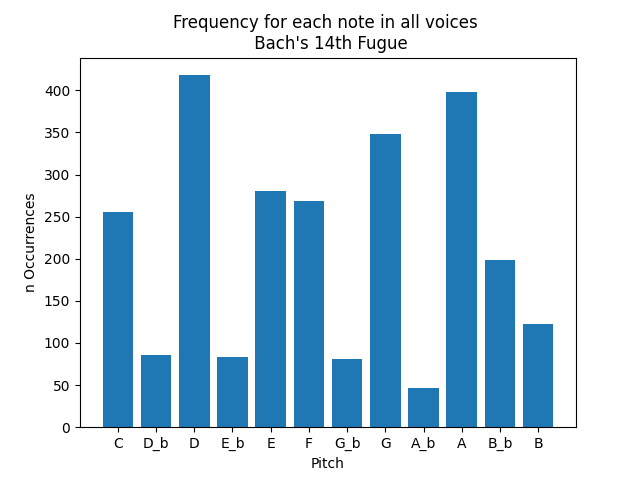 Frequency for each note in all voices
Bach's 14th Fugue
n Occurrences
400
350
300
250
200
150
100
50
0
C D_b D E_b E F G_b G A_b A B_b B
Pitch